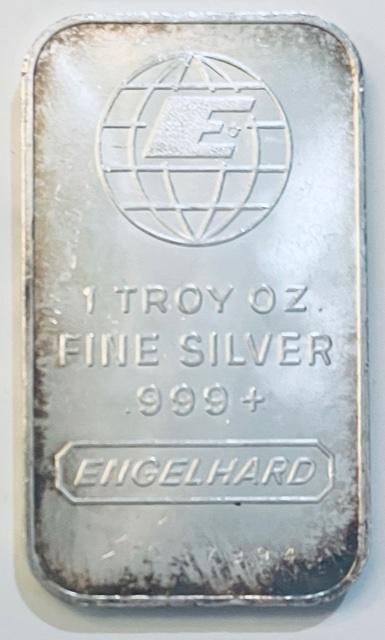 E
1 TROY OZ.
FINE SILVER
.999+
ENGELHARD